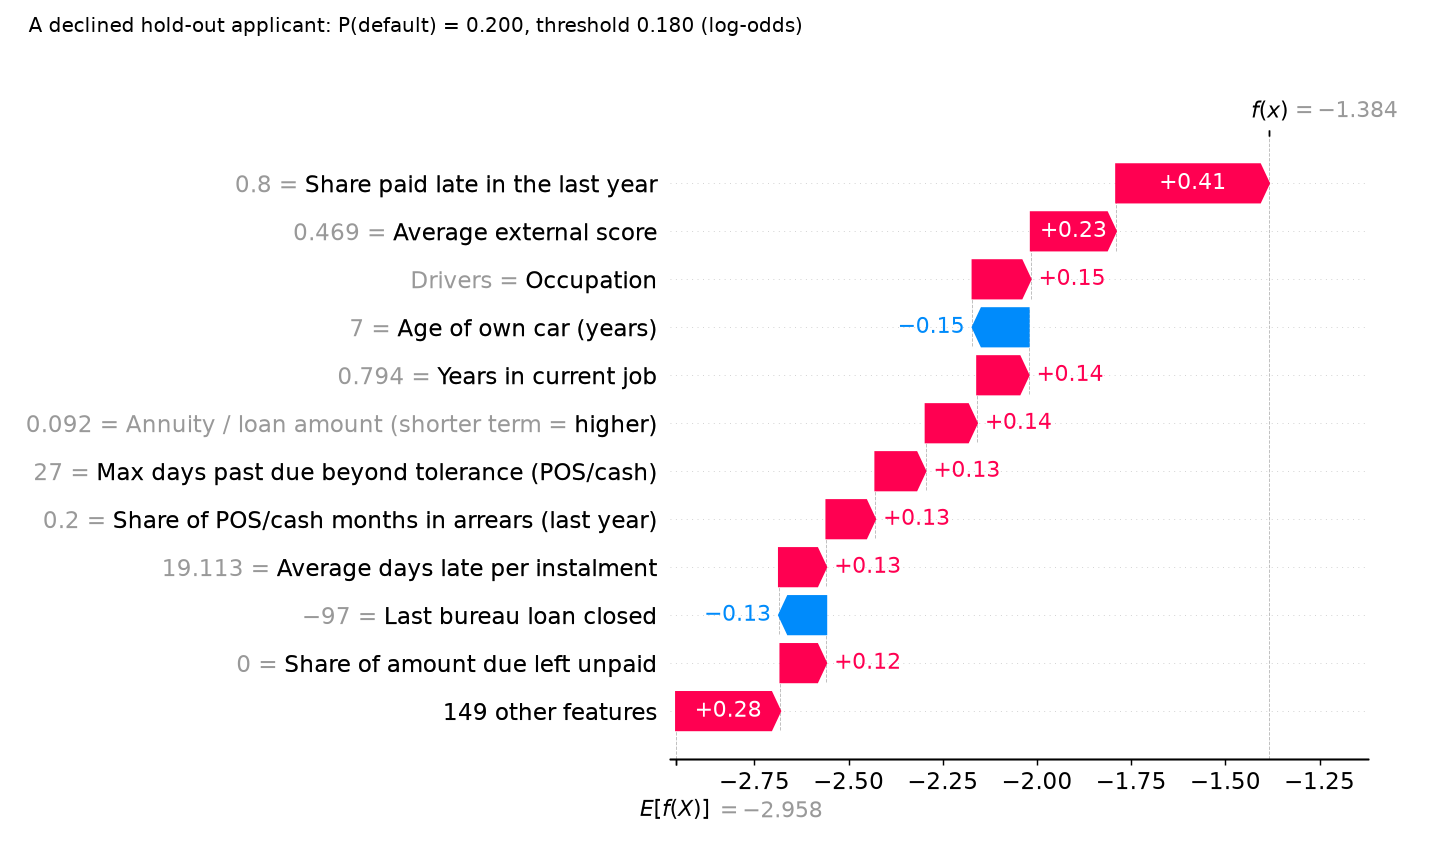 A declined hold-out applicant: P(default) = 0.200, threshold 0.180 (log-odds)
f(x) = −1.384
0.8 = Share paid late in the last year +0.41
0.469 = Average external score +0.23
Drivers = Occupation +0.15
7 = Age of own car (years) −0.15
0.794 = Years in current job +0.14
0.092 = Annuity / loan amount (shorter term = higher) +0.14
27 = Max days past due beyond tolerance (POS/cash) +0.13
0.2 = Share of POS/cash months in arrears (last year) +0.13
19.113 = Average days late per instalment +0.13
−97 = Last bureau loan closed −0.13
0 = Share of amount due left unpaid +0.12
149 other features +0.28
−2.75 −2.50 −2.25 −2.00 −1.75 −1.50 −1.25
E[f(X)] = −2.958